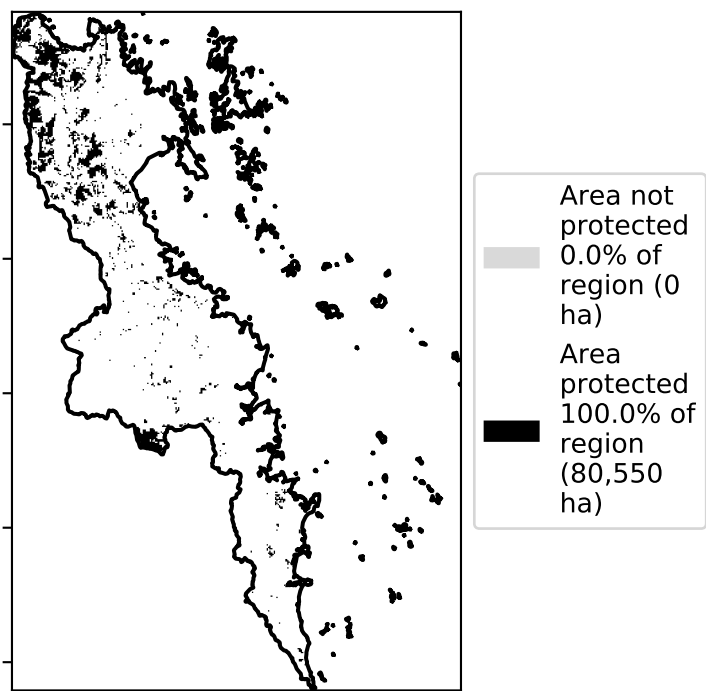 Area not
protected
0.0% of
region (0
ha)
Area
protected
100.0% of
region
(80,550
ha)